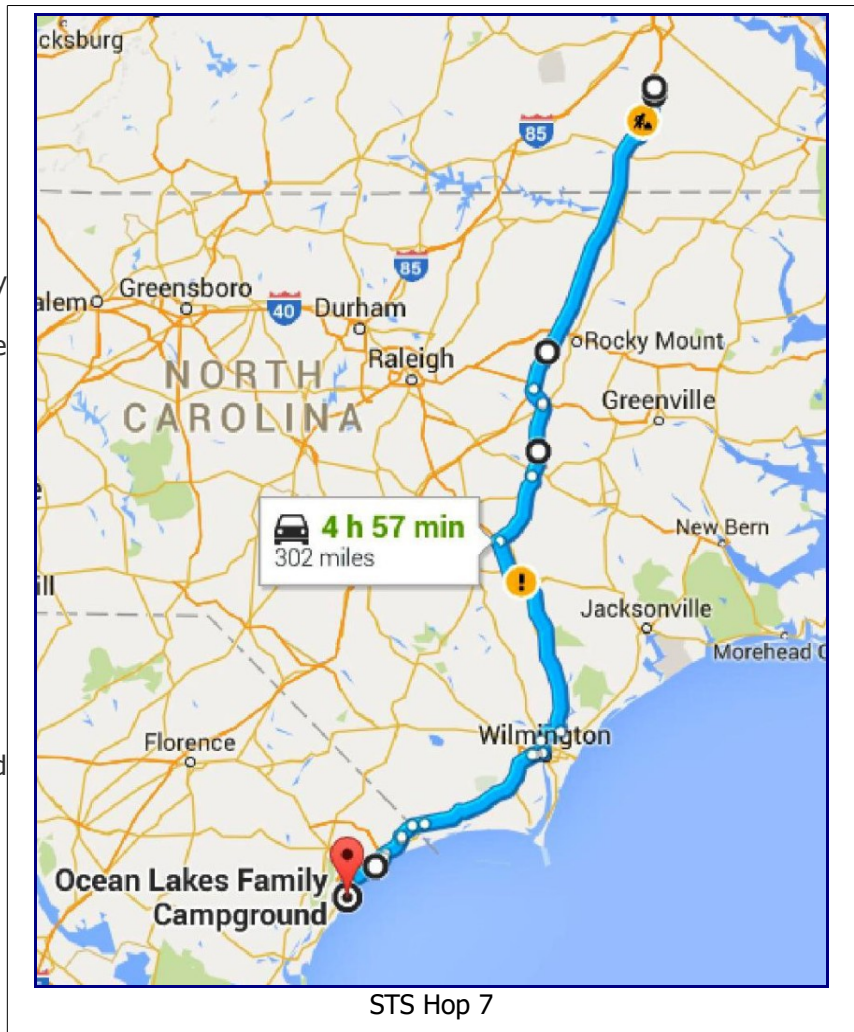 cksburg
85
85
alem
Greensboro
40
Durham
Rocky Mount
Raleigh
NORTH
CAROLINA
Greenville
4 h 57 min
302 miles
New Bern
ill
Jacksonville
Morehead C
Wilmington
Florence
Ocean Lakes Family
Campground
STS Hop 7